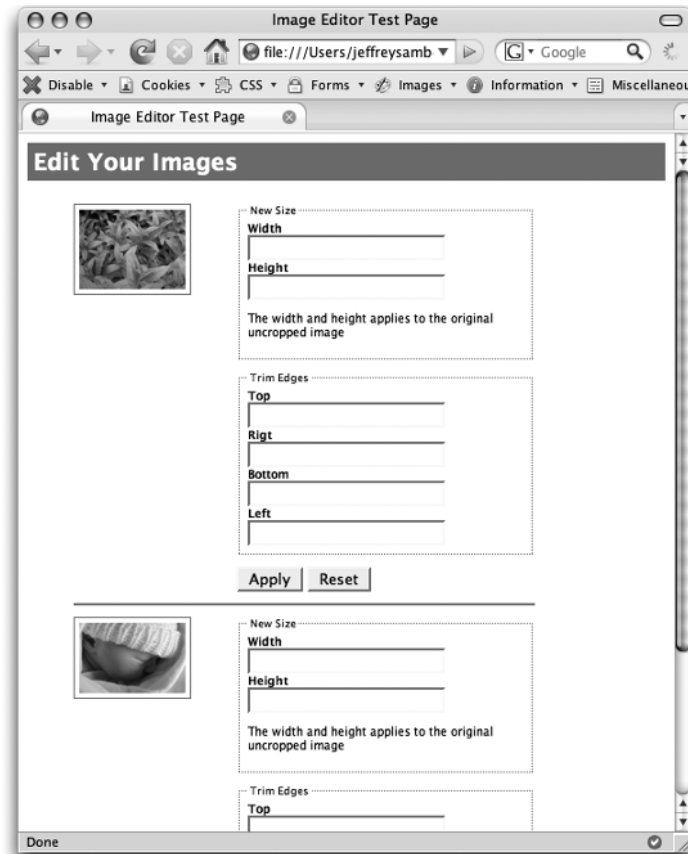 Image Editor Test Page
file:///Users/jeffreysamb
G
Google
Disable
Cookies
CSS
Forms
Images
Information
Miscellaneou
Image Editor Test Page
Edit Your Images
New Size
Width
Height
The width and height applies to the original
uncropped image
Trim Edges
Top
Rigt
Bottom
Left
Apply
Reset
New Size
Width
Height
The width and height applies to the original
uncropped image
Trim Edges
Top
Done